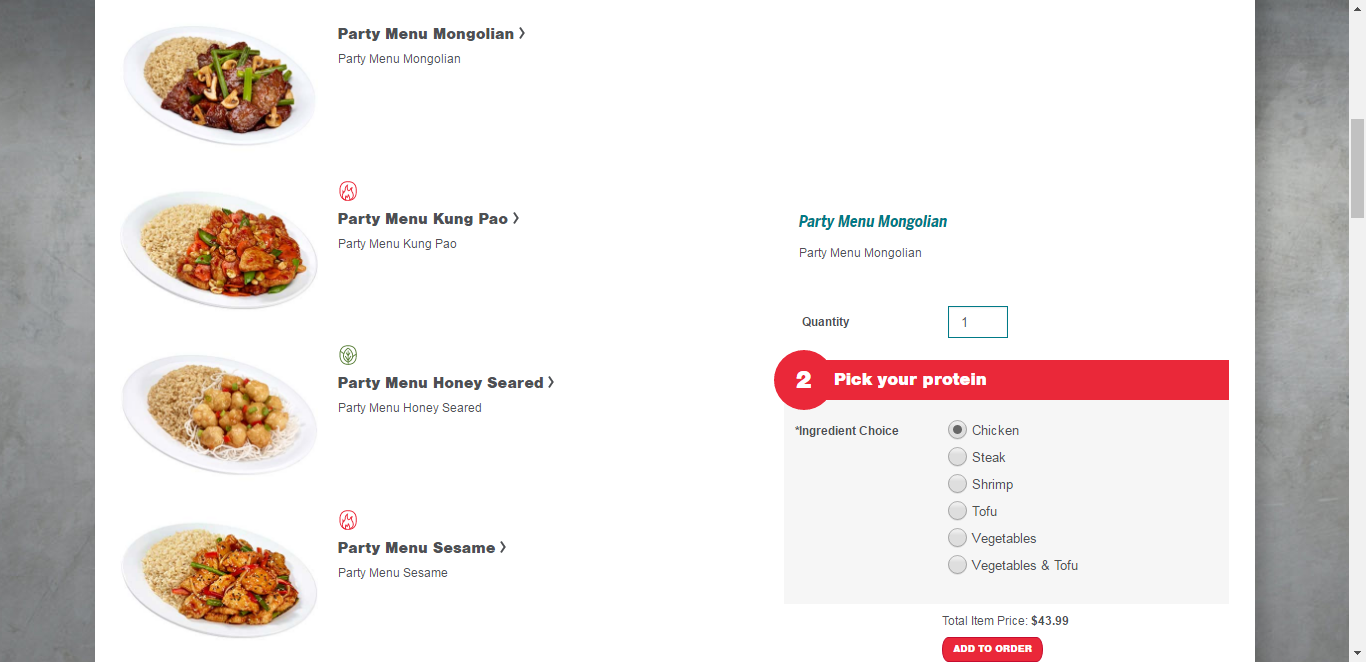 Party Menu Mongolian >
Party Menu Mongolian
Party Menu Kung Pao >
Party Menu Kung Pao
Party Menu Honey Seared >
Party Menu Honey Seared
Party Menu Sesame >
Party Menu Sesame
Party Menu Mongolian
Party Menu Mongolian
Quantity 1
2 Pick your protein
*Ingredient Choice
Chicken
Steak
Shrimp
Tofu
Vegetables
Vegetables & Tofu
Total Item Price: $43.99
ADD TO ORDER